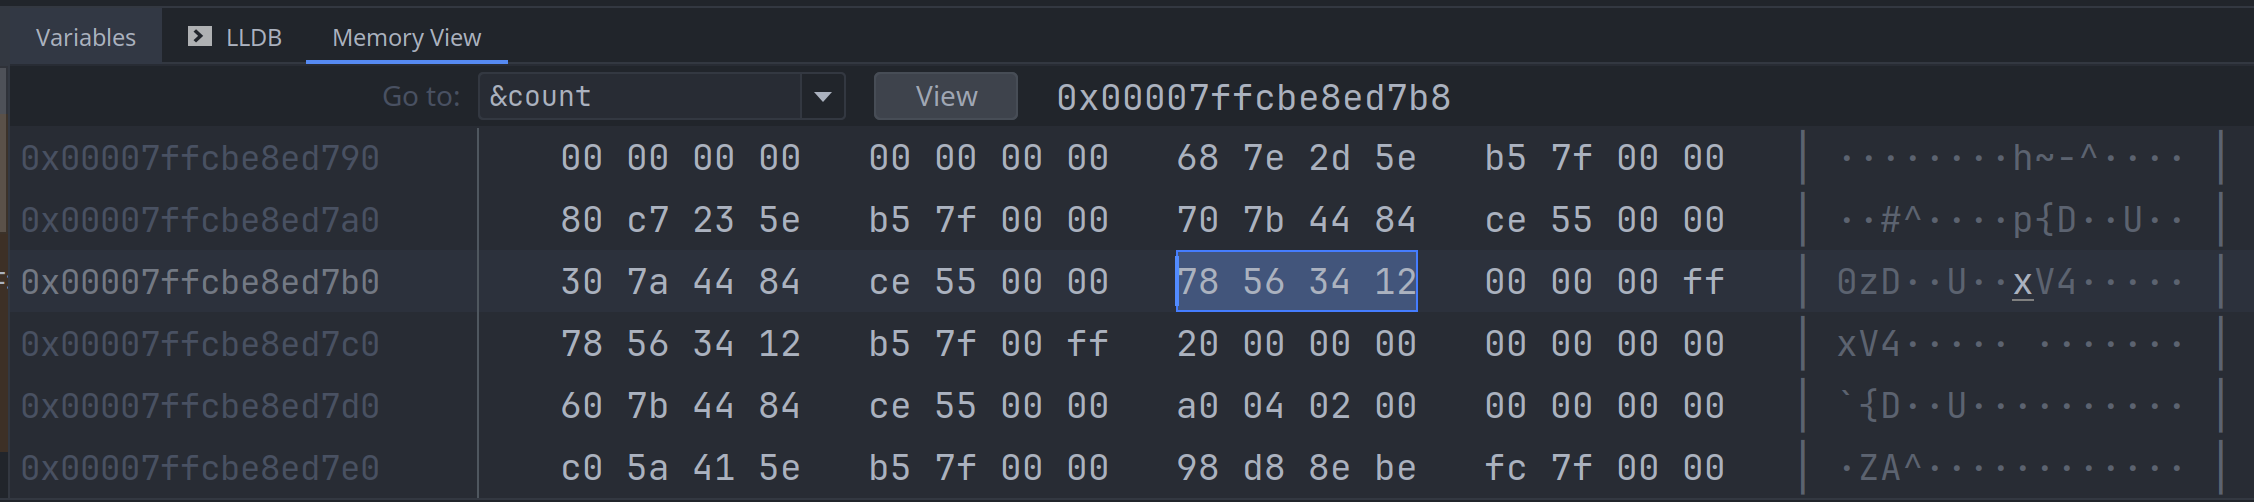 Variables LLDB Memory View
Go to: &count View 0x00007ffcbe8ed7b8
0x00007ffcbe8ed790 00 00 00 00 00 00 00 00 68 7e 2d 5e b5 7f 00 00 | ········h~-^···· |
0x00007ffcbe8ed7a0 80 c7 23 5e b5 7f 00 00 70 7b 44 84 ce 55 00 00 | ··#^····p{D··U·· |
0x00007ffcbe8ed7b0 30 7a 44 84 ce 55 00 00 78 56 34 12 00 00 00 ff | 0zD··U··xV4····· |
0x00007ffcbe8ed7c0 78 56 34 12 b5 7f 00 ff 20 00 00 00 00 00 00 00 | xV4····· ······· |
0x00007ffcbe8ed7d0 60 7b 44 84 ce 55 00 00 a0 04 02 00 00 00 00 00 | `{D··U·········· |
0x00007ffcbe8ed7e0 c0 5a 41 5e b5 7f 00 00 98 d8 8e be fc 7f 00 00 | ·ZA^············ |